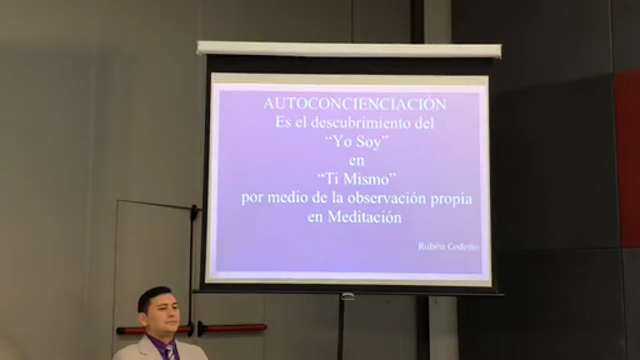 AUTOCONCIENCIACIÓN
Es el descubrimiento del
“Yo Soy”
en
“Ti Mismo”
por medio de la observación propia
en Meditación
Rubén Cedeño